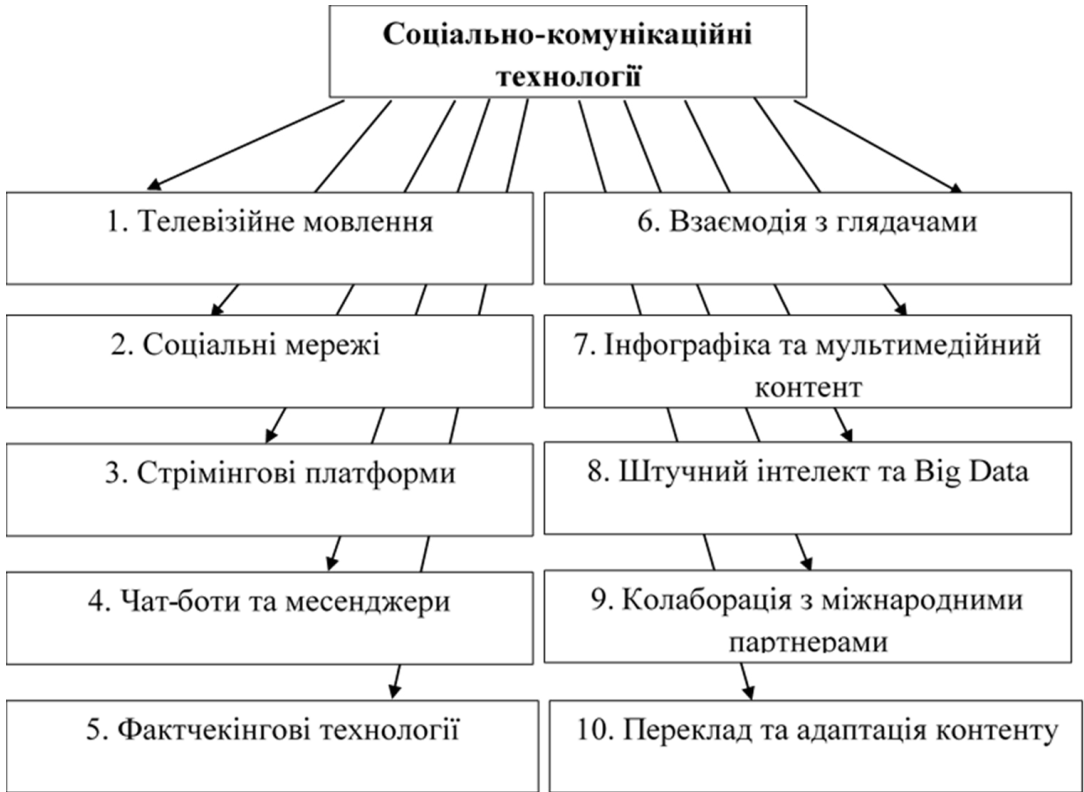 Соціально-комунікаційні
технології
1. Телевізійне мовлення
2. Соціальні мережі
3. Стрімінгові платформи
4. Чат-боти та месенджери
5. Фактчекінгові технології
6. Взаємодія з глядачами
7. Інфографіка та мультимедійний
контент
8. Штучний інтелект та Big Data
9. Колаборація з міжнародними
партнерами
10. Переклад та адаптація контенту